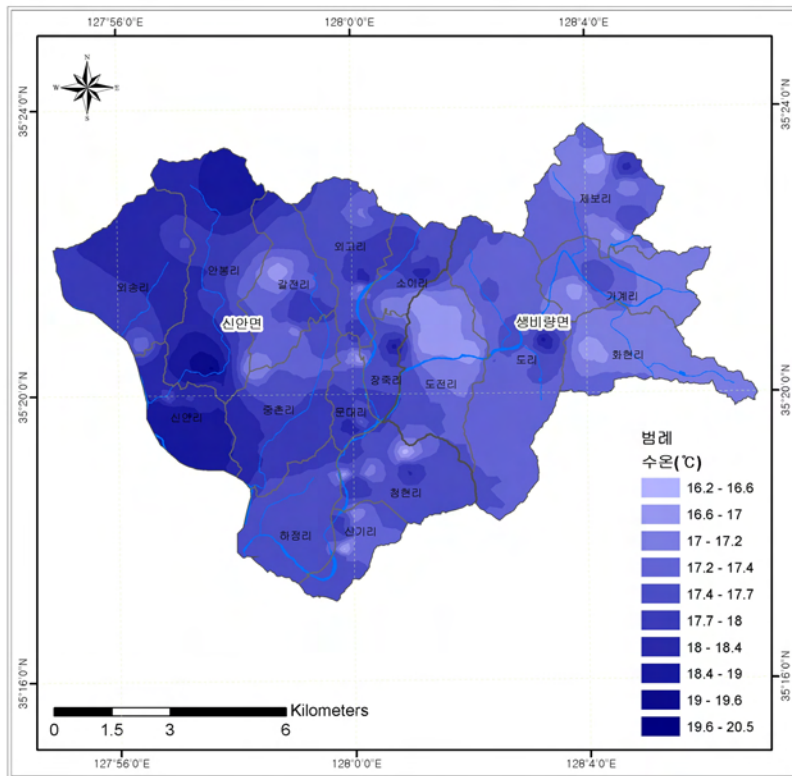 127°56'0"E 128°0'0"E 128°4'0"E
N
W E
S
35°24'0"N 35°24'0"N
제보리
외고리
안봉리
소이리
외송리 갈전리 가계리
신안면 생비량면
도리 화현리
장죽리 도전리
35°20'0"N 35°20'0"N
신안리 중촌리 문대리
청현리
하정리 신기리
범례
수온(℃)
16.2 - 16.6
16.6 - 17
17 - 17.2
17.2 - 17.4
17.4 - 17.7
17.7 - 18
18 - 18.4
18.4 - 19
19 - 19.6
19.6 - 20.5
35°16'0"N 35°16'0"N
Kilometers
0 1.5 3 6
127°56'0"E 128°0'0"E 128°4'0"E